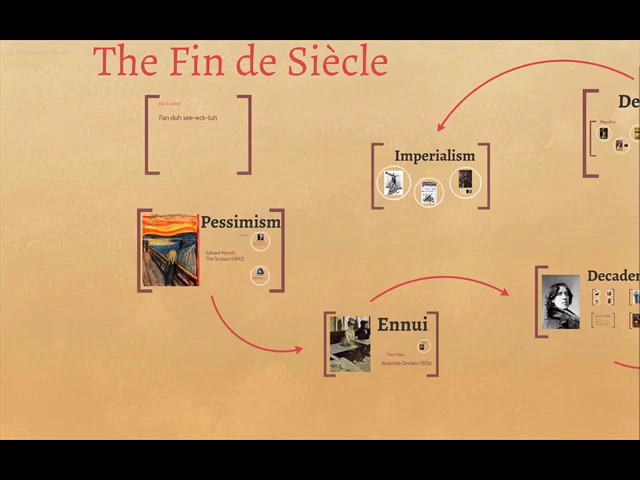 The Fin de Siècle
Fan duh see-eck-luh
Imperialism
De
Morality
Pessimism
Edvard Munch,
The Scream (1893)
Ennui
Absinthe Drinker (1876)
Decaden